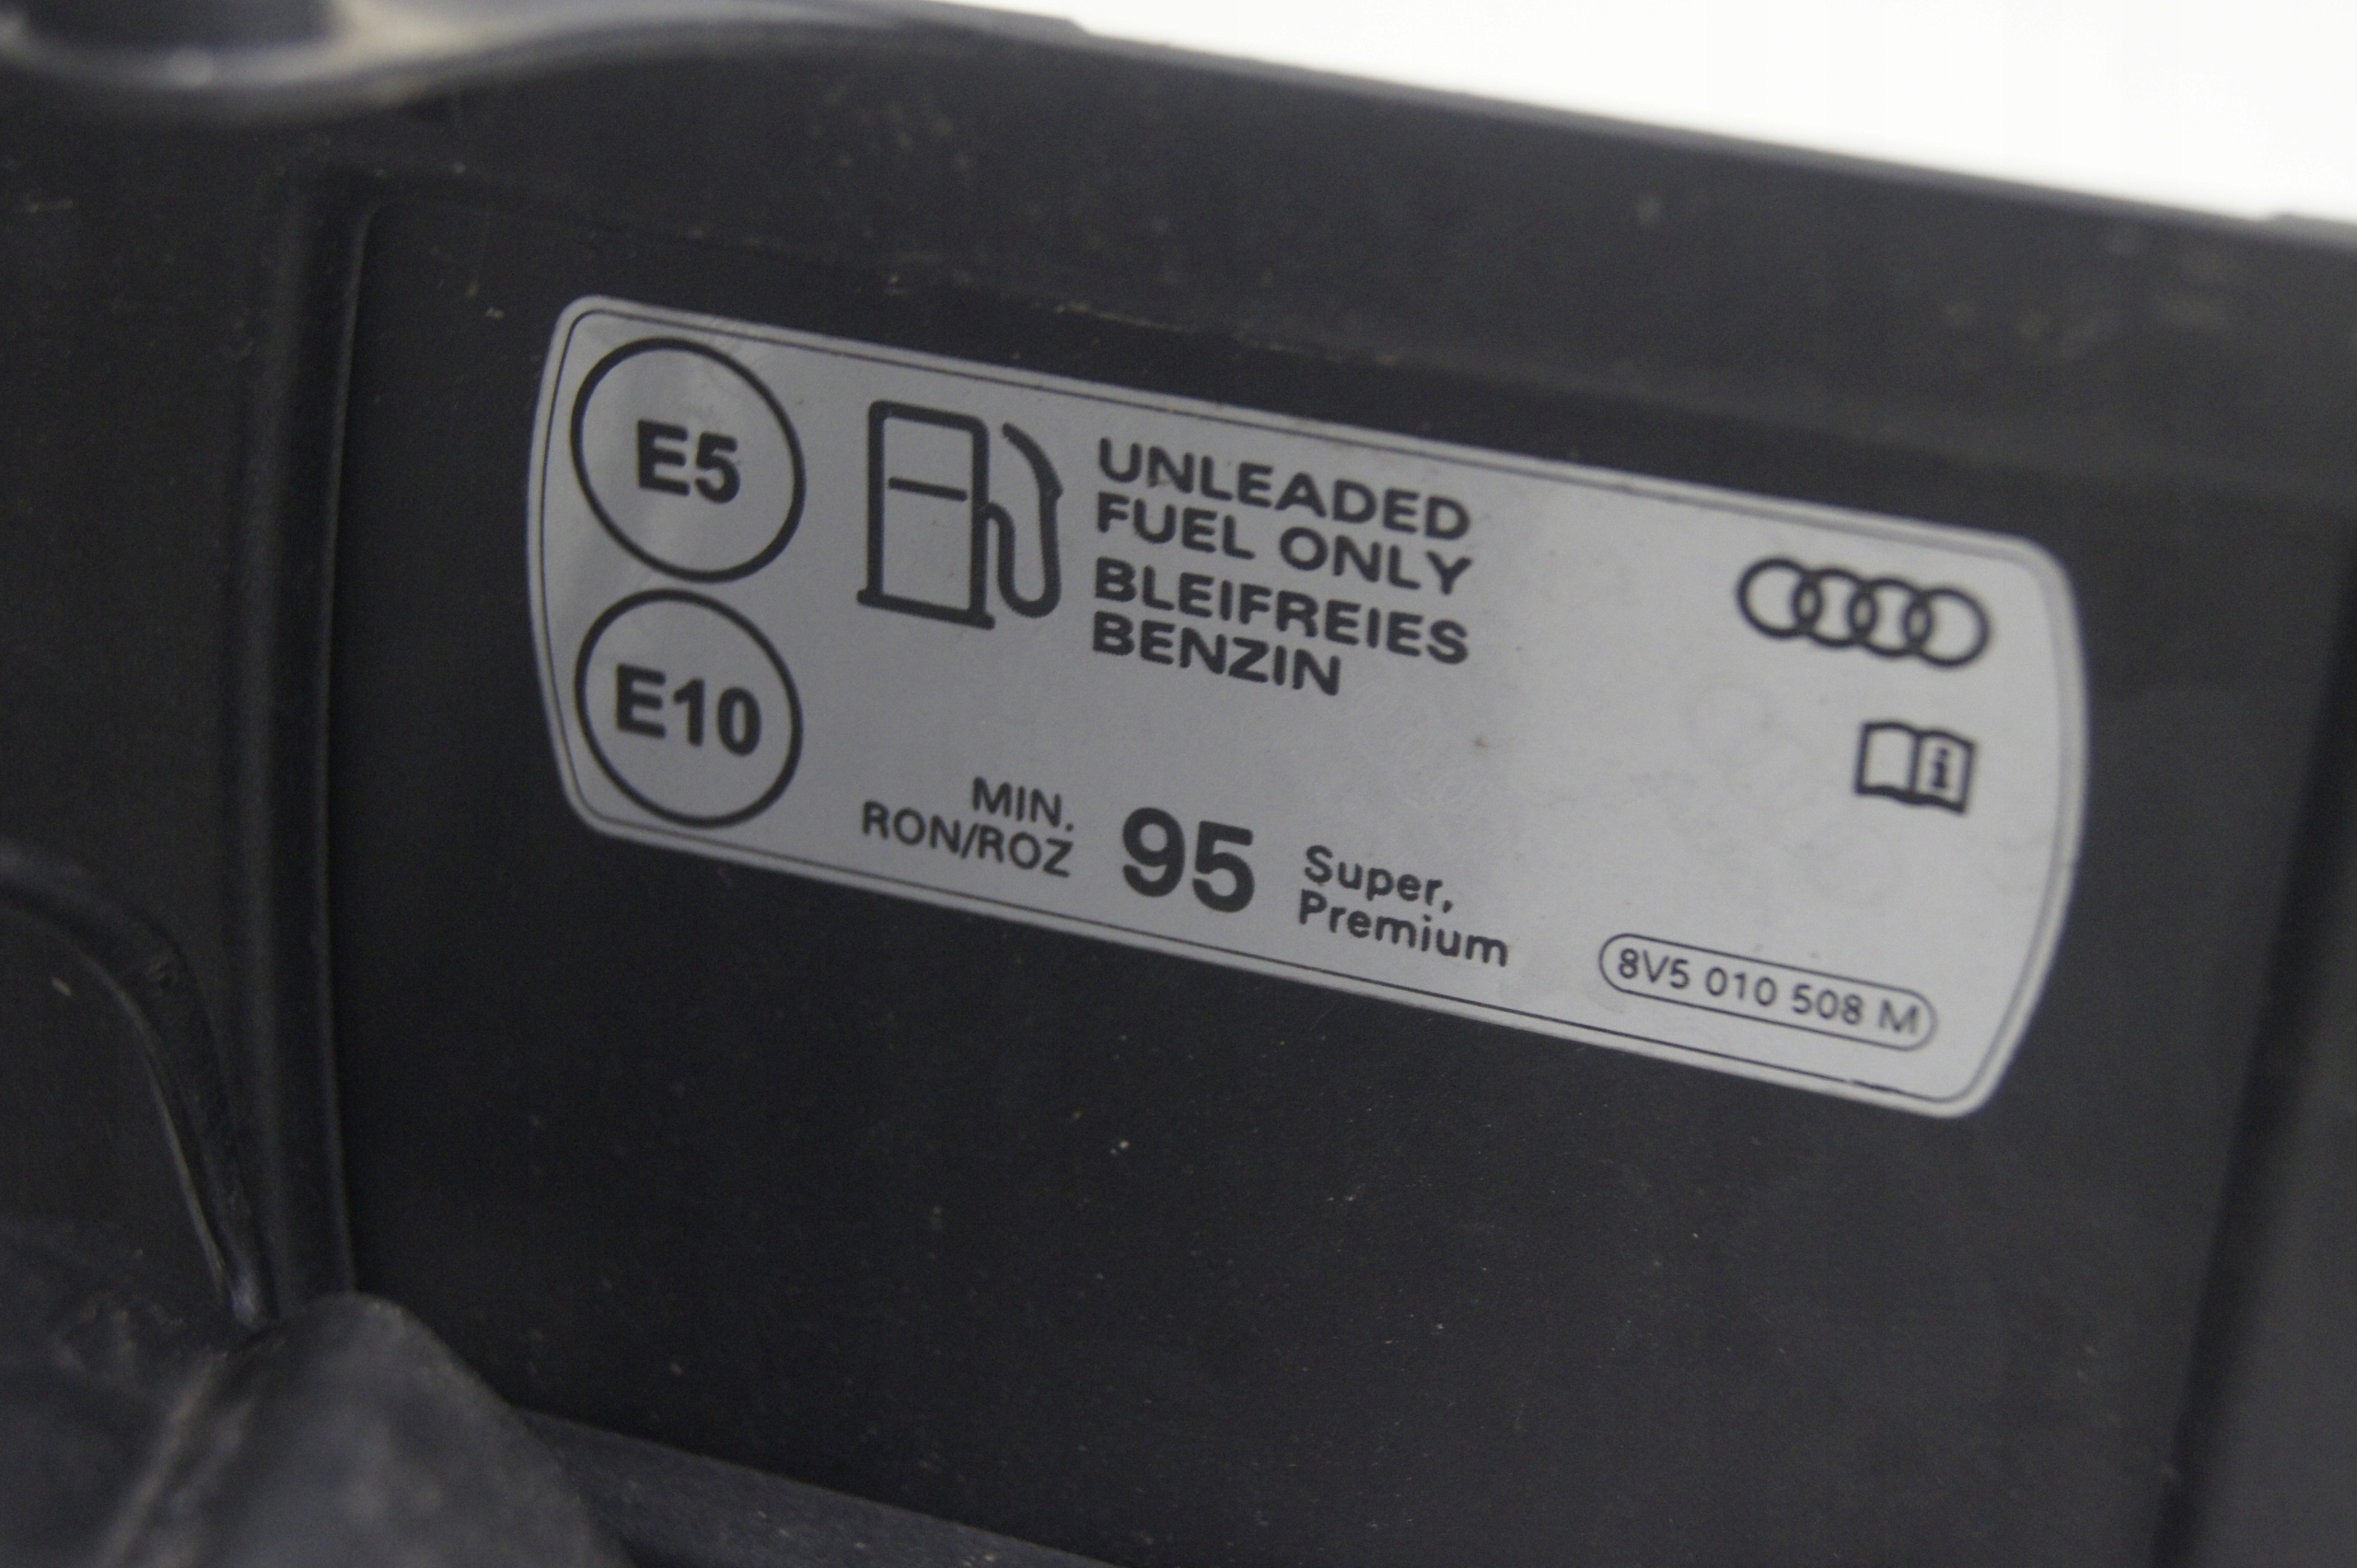 E5
E10
UNLEADED
FUEL ONLY
BLEIFREIES
BENZIN
MIN.
RON/ROZ
95
Super,
Premium
i
8V5 010 508 M